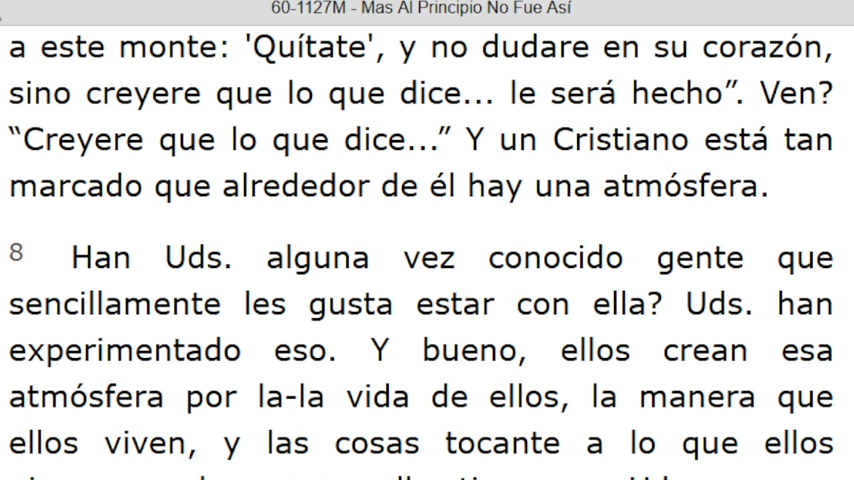 60-1127M - Mas Al Principio No Fue Así
a este monte: 'Quítate', y no dudare en su corazón,
sino creyere que lo que dice... le será hecho”. Ven?
“Creyere que lo que dice...” Y un Cristiano está tan
marcado que alrededor de él hay una atmósfera.
8 Han Uds. alguna vez conocido gente que
sencillamente les gusta estar con ella? Uds. han
experimentado eso. Y bueno, ellos crean esa
atmósfera por la-la vida de ellos, la manera que
ellos viven, y las cosas tocante a lo que ellos